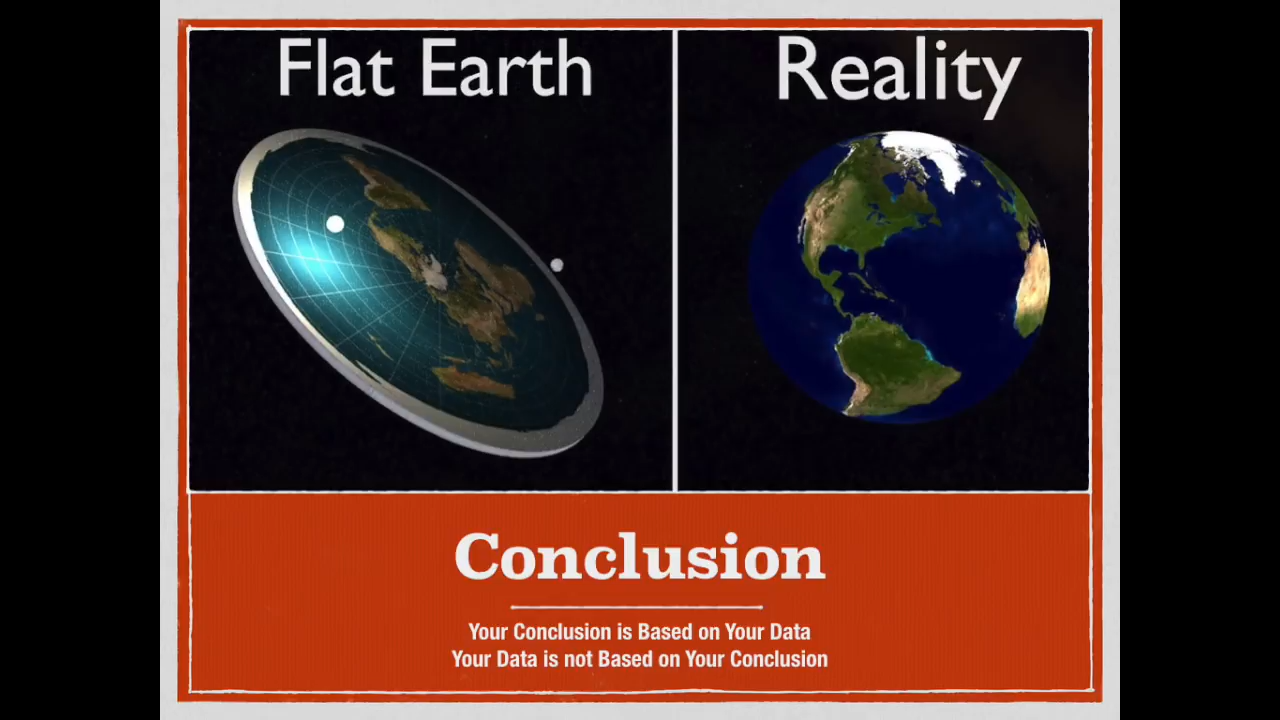 Flat Earth
Reality
Conclusion
Your Conclusion is Based on Your Data
Your Data is not Based on Your Conclusion